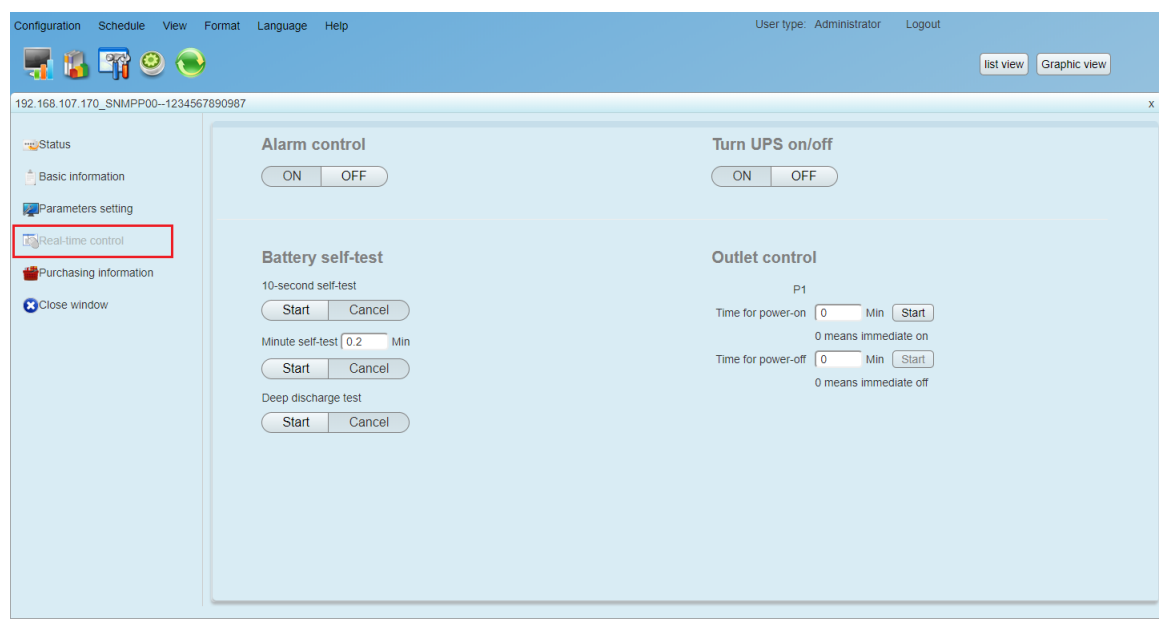 Configuration Schedule View Format Language Help
User type: Administrator Logout
list view Graphic view
192.168.107.170_SNMPP00--1234567890987 x
Status
Basic information
Parameters setting
Real-time control
Purchasing information
Close window
Alarm control
ON OFF
Turn UPS on/off
ON OFF
Battery self-test
10-second self-test
Start Cancel
Minute self-test 0.2 Min
Start Cancel
Deep discharge test
Start Cancel
Outlet control
P1
Time for power-on 0 Min Start
0 means immediate on
Time for power-off 0 Min Start
0 means immediate off